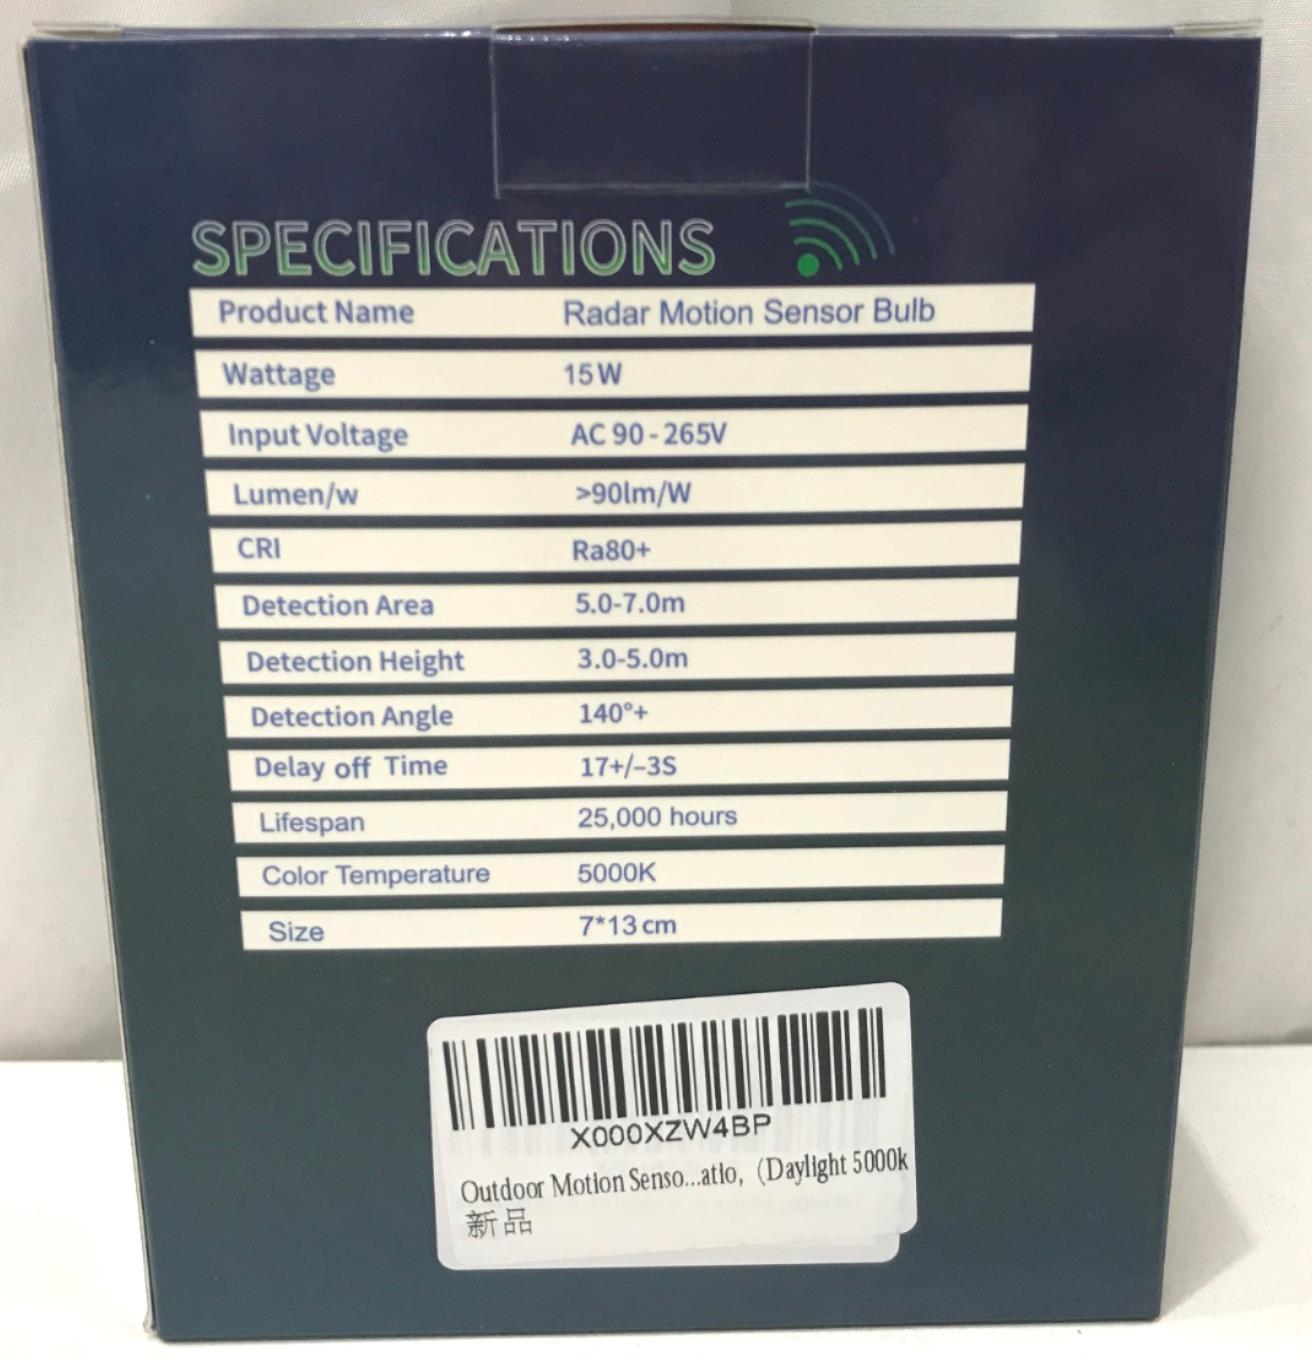 SPECIFICATIONS
Product Name Radar Motion Sensor Bulb
Wattage 15W
Input Voltage AC 90-265V
Lumen/w >90lm/W
CRI Ra80+
Detection Area 5.0-7.0m
Detection Height 3.0-5.0m
Detection Angle 140°+
Delay off Time 17+/-3S
Lifespan 25,000 hours
Color Temperature 5000K
Size 7*13cm
X000XZW4BP
Outdoor Motion Senso...atio, (Daylight 5000k
新品